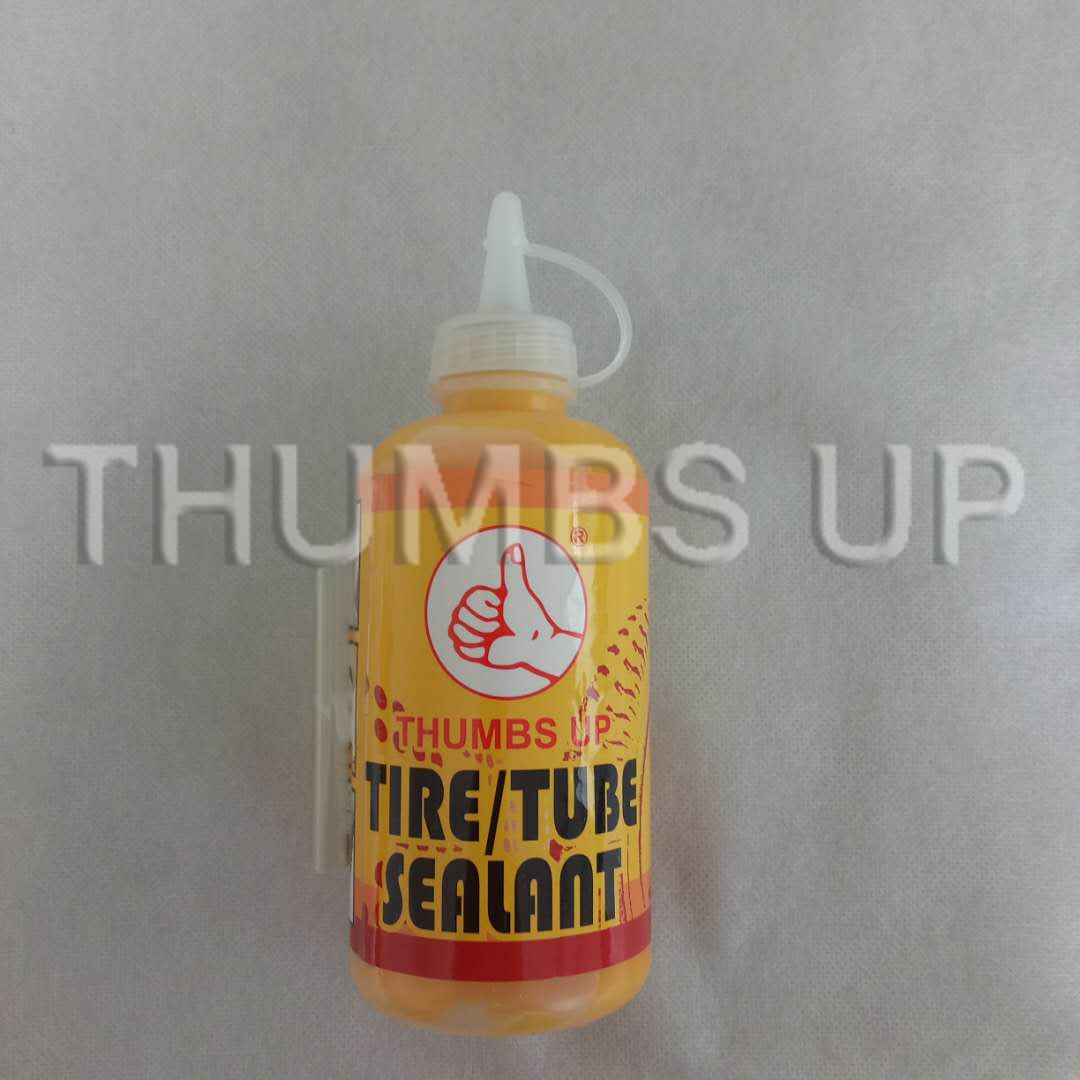 THUMBS UP
®
THUMBS UP
TIRE/TUBE
SEALANT